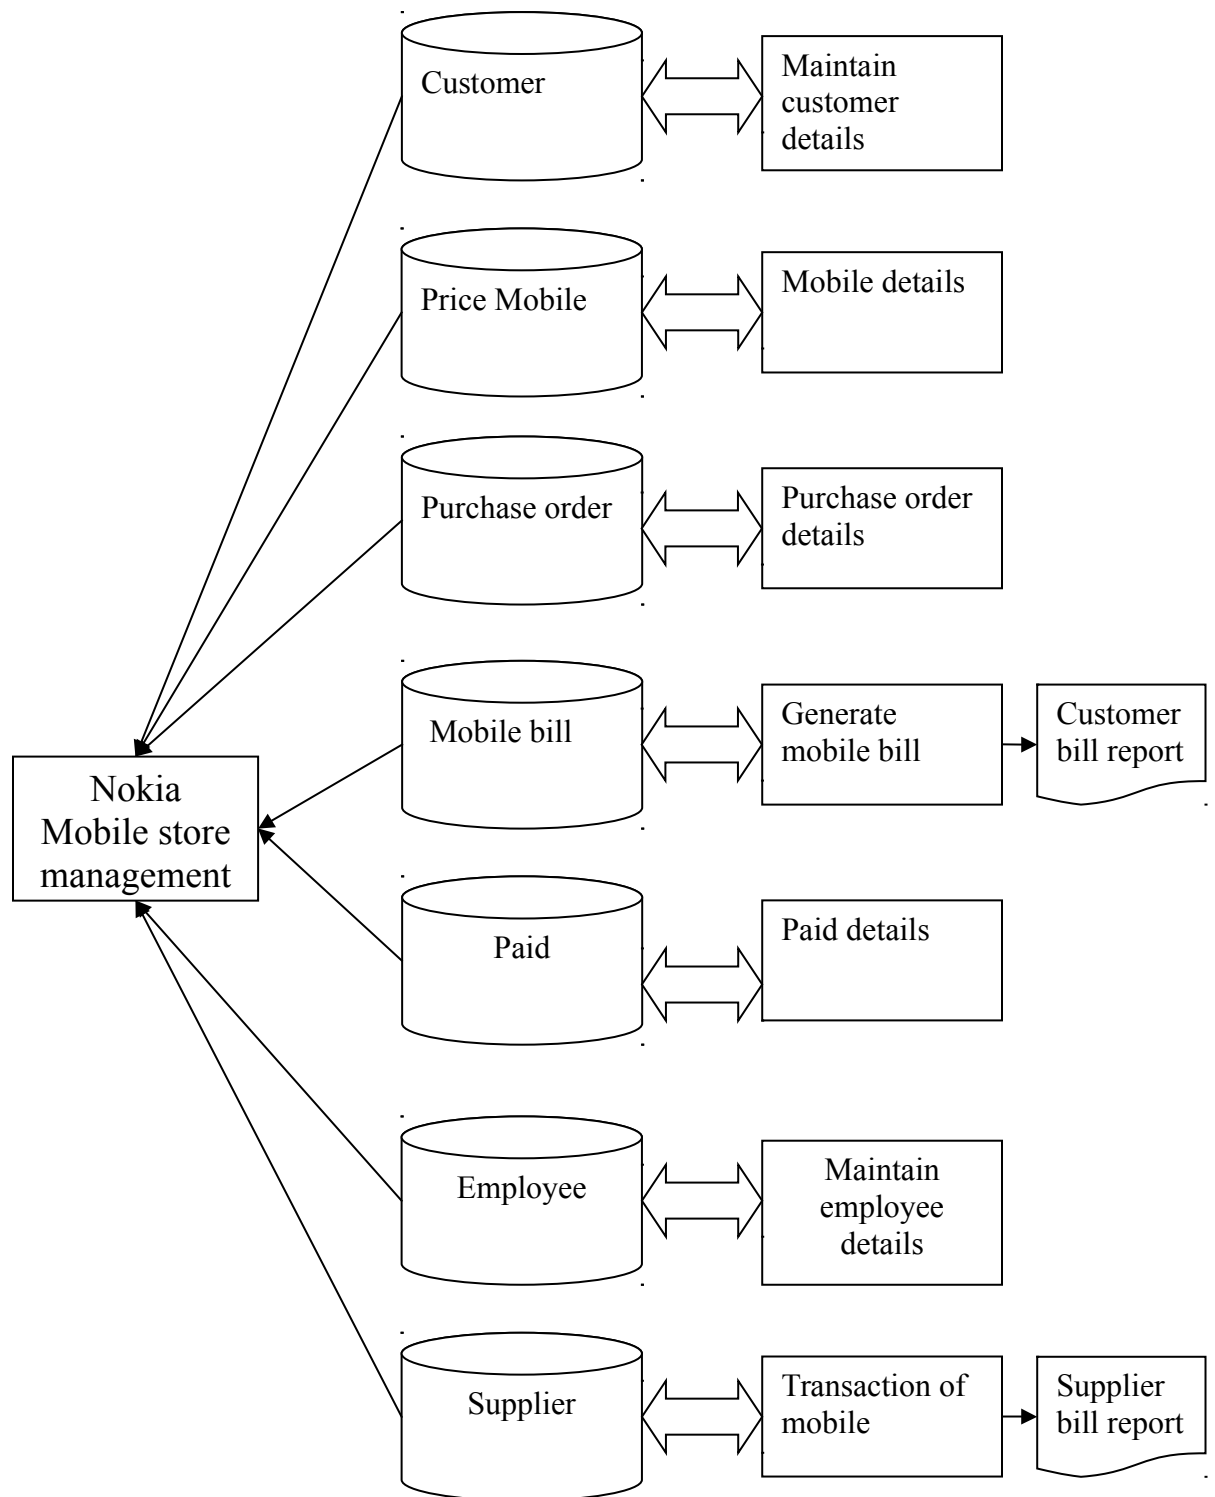 Customer
Maintain
customer
details
Price Mobile
Mobile details
Purchase order
Purchase order
details
Mobile bill
Generate
mobile bill
Customer
bill report
Nokia
Mobile store
management
Paid
Paid details
Employee
Maintain
employee
details
Supplier
Transaction of
mobile
Supplier
bill report